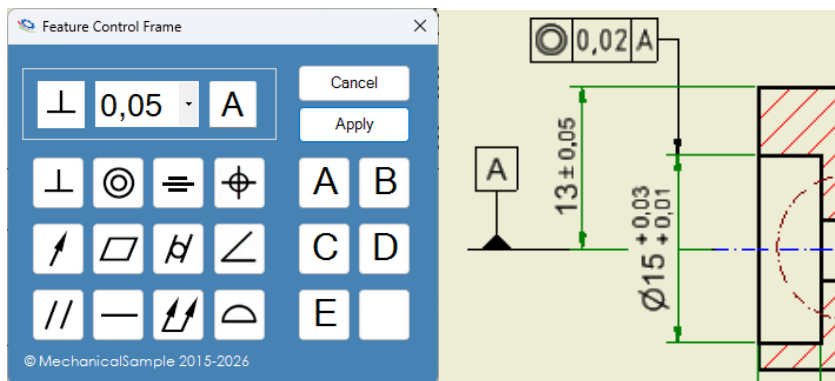 Feature Control Frame
⊥ 0,05 A
Cancel
Apply
A B
C D
E
© MechanicalSample 2015-2026
◎ 0,02 A
A
13 ± 0,05
Ø15 +0,03 +0,01